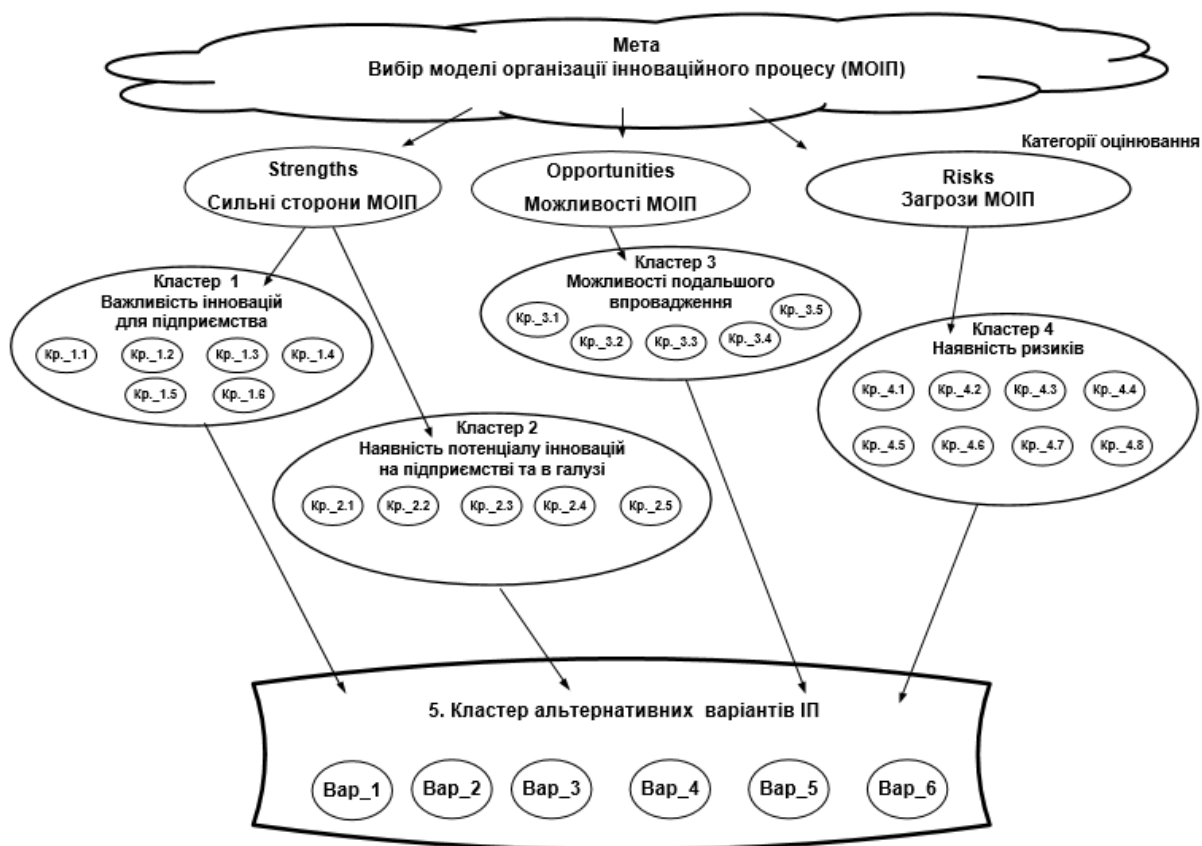 Мета
Вибір моделі організації інноваційного процесу (МОІП)
Категорії оцінювання
Strengths
Сильні сторони МОІП
Opportunities
Можливості МОІП
Risks
Загрози МОІП
Кластер 1
Важливість інновацій
для підприємства
Кр._1.1
Кр._1.2
Кр._1.3
Кр._1.4
Кр._1.5
Кр._1.6
Кластер 2
Наявність потенціалу інновацій
на підприємстві та в галузі
Кр._2.1
Кр._2.2
Кр._2.3
Кр._2.4
Кр._2.5
Кластер 3
Можливості подальшого
впровадження
Кр._3.1
Кр._3.2
Кр._3.3
Кр._3.4
Кр._3.5
Кластер 4
Наявність ризиків
Кр._4.1
Кр._4.2
Кр._4.3
Кр._4.4
Кр._4.5
Кр._4.6
Кр._4.7
Кр._4.8
5. Кластер альтернативних варіантів ІП
Вар_1
Вар_2
Вар_3
Вар_4
Вар_5
Вар_6